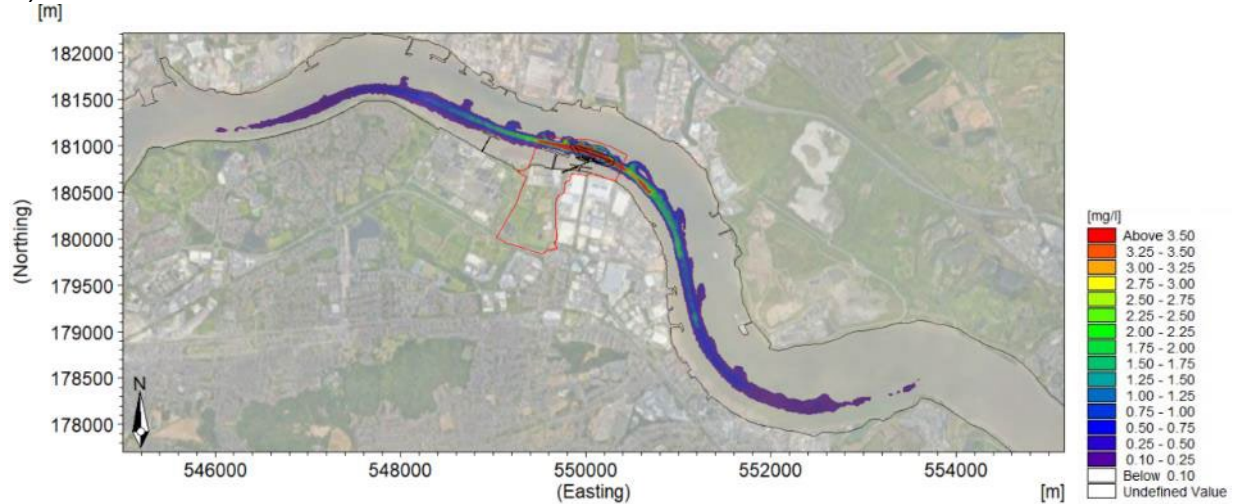 [m]
182000
181500
181000
180500
180000
179500
179000
178500
178000
(Northing)
N
546000 548000 550000 552000 554000
(Easting)
[m]
[mg/l]
Above 3.50
3.25 - 3.50
3.00 - 3.25
2.75 - 3.00
2.50 - 2.75
2.25 - 2.50
2.00 - 2.25
1.75 - 2.00
1.50 - 1.75
1.25 - 1.50
1.00 - 1.25
0.75 - 1.00
0.50 - 0.75
0.25 - 0.50
0.10 - 0.25
Below 0.10
Undefined Value